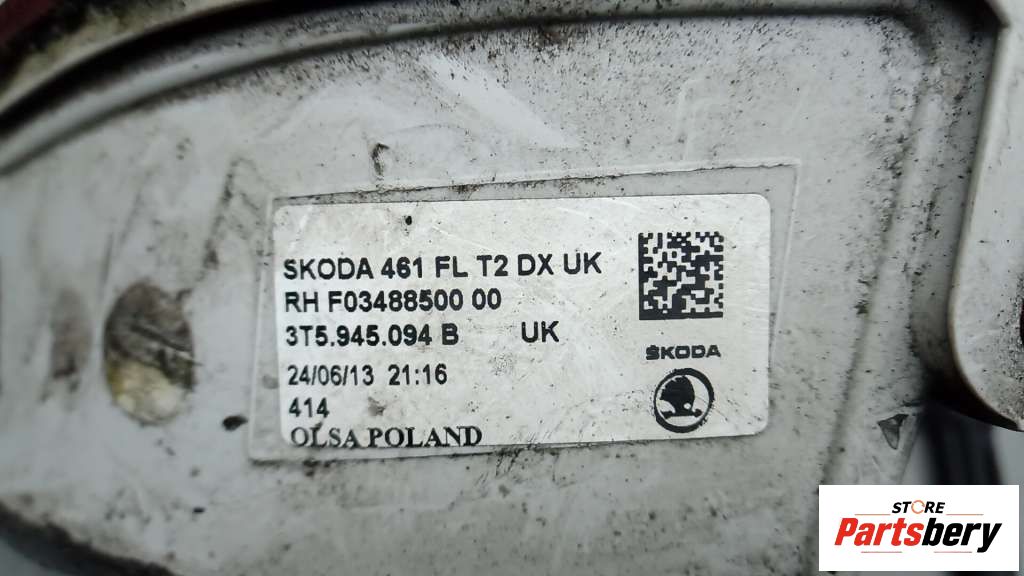 SKODA 461 FL T2 DX UK
RH F03488500 00
3T5.945.094 B UK
24/06/13 21:16
414
OLSA POLAND
ŠKODA
STORE
Partsbery